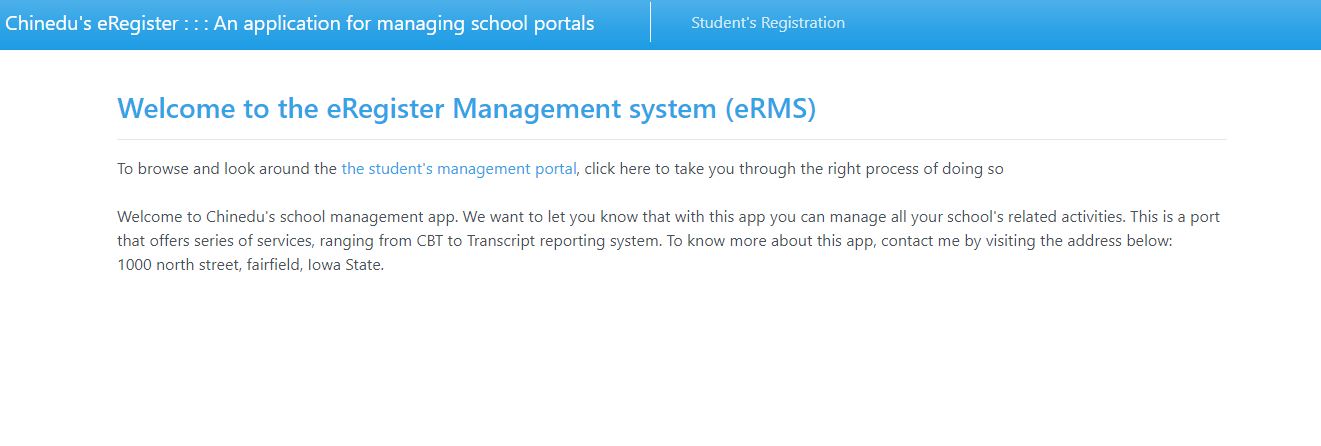 Chinedu's eRegister : : : An application for managing school portals
Student's Registration
Welcome to the eRegister Management system (eRMS)
To browse and look around the the student's management portal, click here to take you through the right process of doing so
Welcome to Chinedu's school management app. We want to let you know that with this app you can manage all your school's related activities. This is a port
that offers series of services, ranging from CBT to Transcript reporting system. To know more about this app, contact me by visiting the address below:
1000 north street, fairfield, Iowa State.